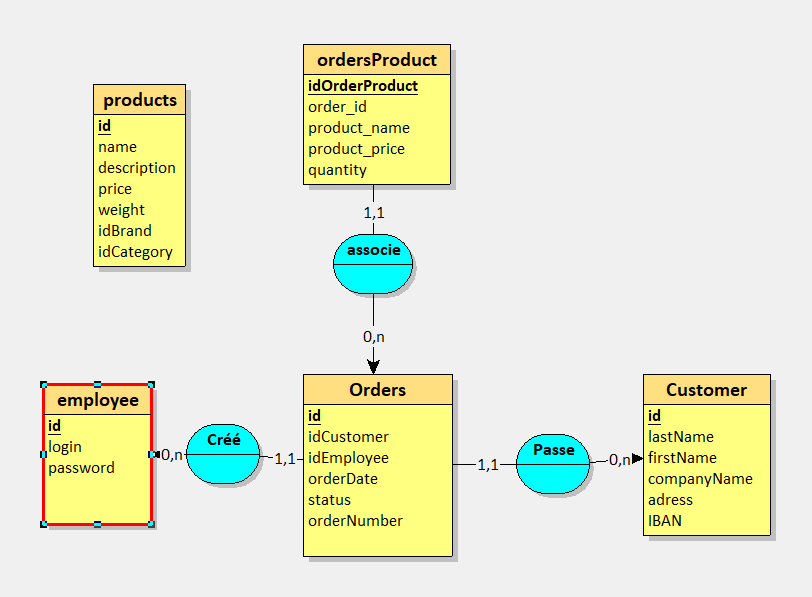 ordersProduct
idOrderProduct
order_id
product_name
product_price
quantity
products
id
name
description
price
weight
idBrand
idCategory
1,1
associe
0,n
employee
id
login
password
0,n
Créé
1,1
Orders
id
idCustomer
idEmployee
orderDate
status
orderNumber
1,1
Passe
0,n
Customer
id
lastName
firstName
companyName
adress
IBAN